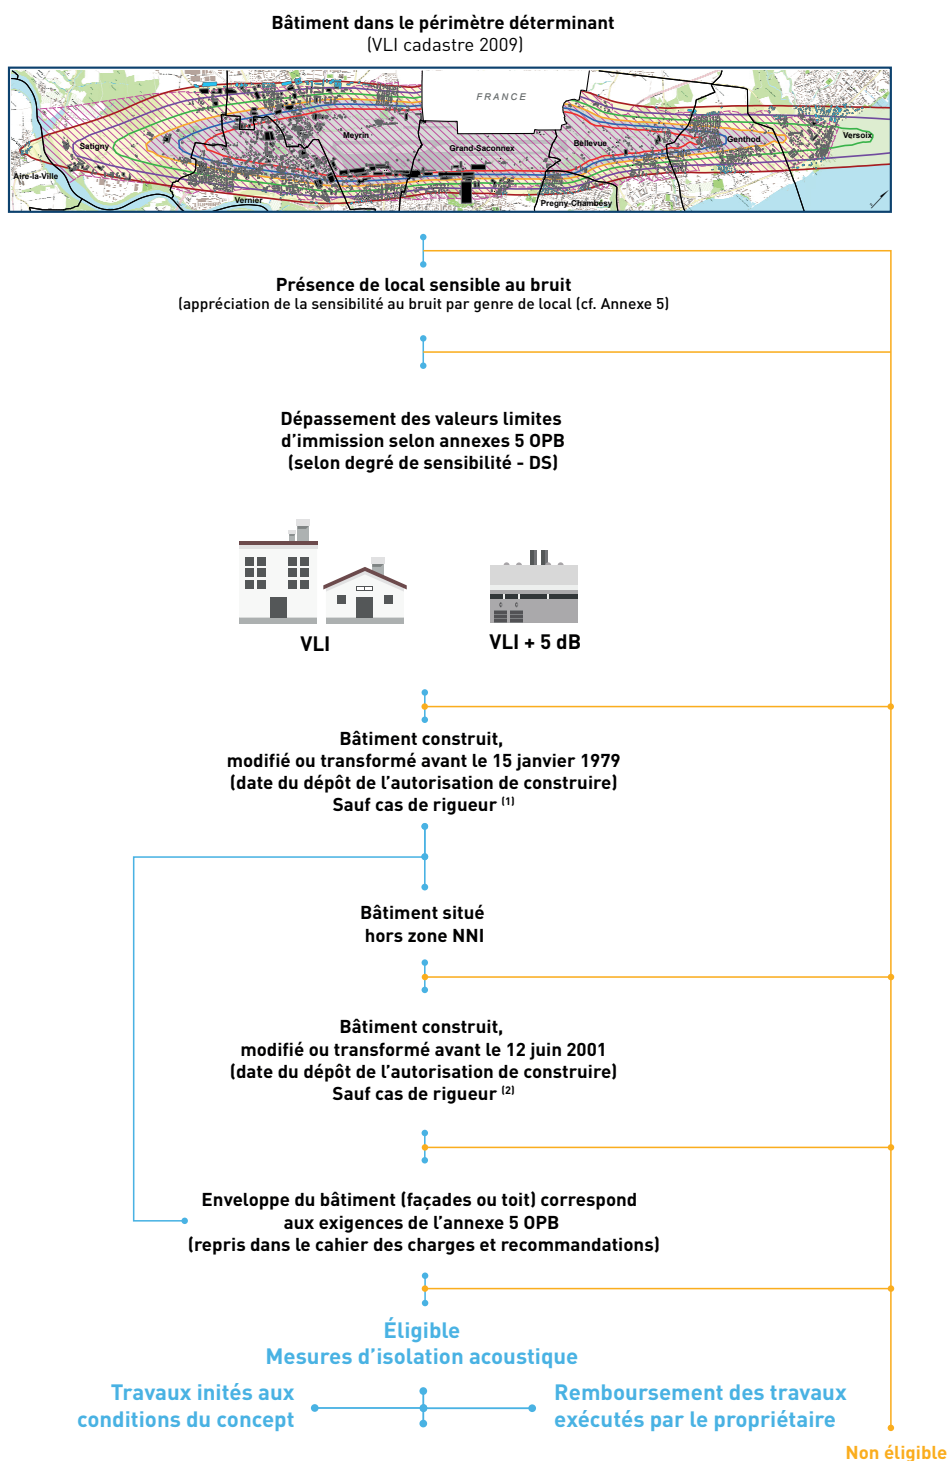 Bâtiment dans le périmètre déterminant
(VLI cadastre 2009)
FRANCE
Meyrin
Satigny
Grand-Saconnex
Bellevue
Genthod
Versoix
Aire-la-Ville
Vernier
Pregny-Chambésy
Présence de local sensible au bruit
(appréciation de la sensibilité au bruit par genre de local (cf. Annexe 5)
Dépassement des valeurs limites
d'immission selon annexes 5 OPB
(selon degré de sensibilité - DS)
VLI
VLI + 5 dB
Bâtiment construit,
modifié ou transformé avant le 15 janvier 1979
(date du dépôt de l'autorisation de construire)
Sauf cas de rigueur (1)
Bâtiment situé
hors zone NNI
Bâtiment construit,
modifié ou transformé avant le 12 juin 2001
(date du dépôt de l'autorisation de construire)
Sauf cas de rigueur (2)
Enveloppe du bâtiment (façades ou toit) correspond
aux exigences de l'annexe 5 OPB
(repris dans le cahier des charges et recommandations)
Éligible
Mesures d'isolation acoustique
Travaux inités aux
conditions du concept
Remboursement des travaux
exécutés par le propriétaire
Non éligible